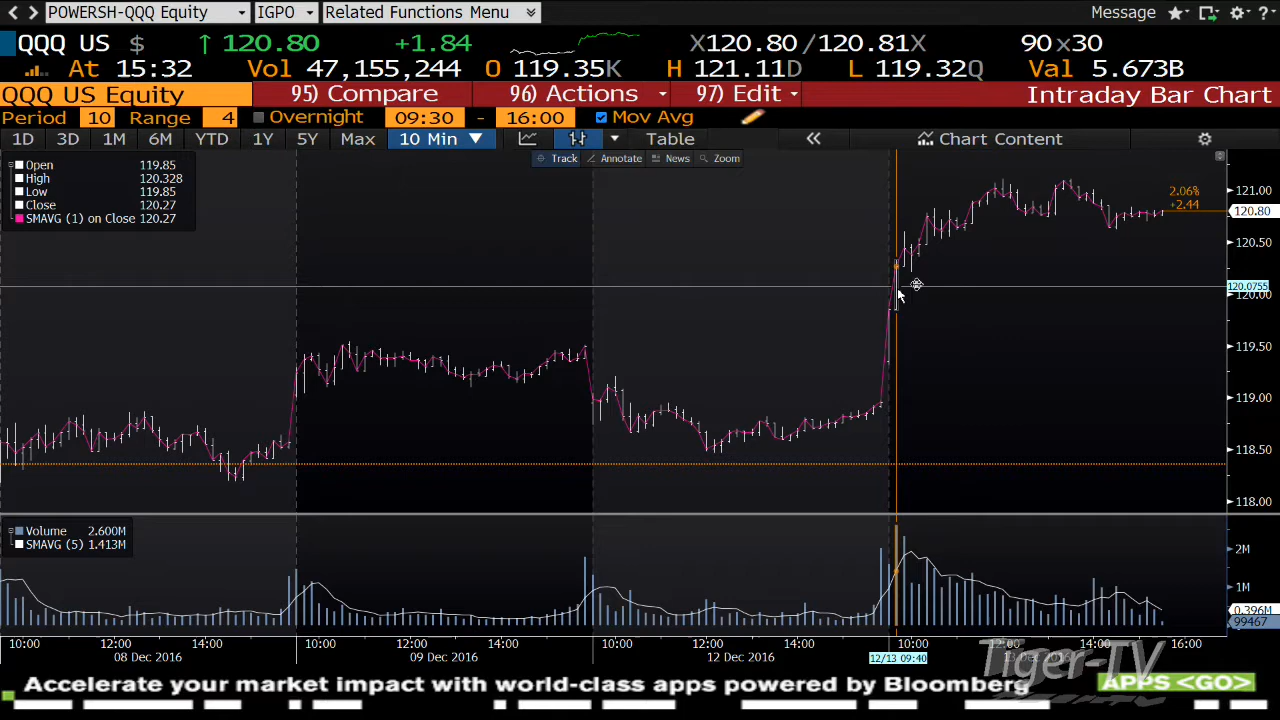 POWERSH-QQQ Equity IGPO Related Functions Menu Message
QQQ US $ ↑ 120.80 +1.84 X120.80 / 120.81X 90 x 30
At 15:32 Vol 47,155,244 O 119.35K H 121.11D L 119.32Q Val 5.673B
QQQ US Equity 95) Compare 96) Actions 97) Edit Intraday Bar Chart
Period 10 Range 4 Overnight 09:30 - 16:00 Mov Avg
1D 3D 1M 6M YTD 1Y 5Y Max 10 Min Table Chart Content
Track Annotate News Zoom
Open 119.85
High 120.328
Low 119.85
Close 120.27
SMAVG (1) on Close 120.27
2.06%
+2.44
121.00
120.80
120.50
120.0755
120.00
119.50
119.00
118.50
118.00
Volume 2.600M
SMAVG (5) 1.413M
2M
1M
0.396M
99467
10:00 12:00 14:00 10:00 12:00 14:00 10:00 12:00 14:00 10:00 12:00 14:00 16:00
08 Dec 2016 09 Dec 2016 12 Dec 2016 12/13 09:40 13 Dec 2016
Tiger-TV
Accelerate your market impact with world-class apps powered by Bloomberg APPS <GO>